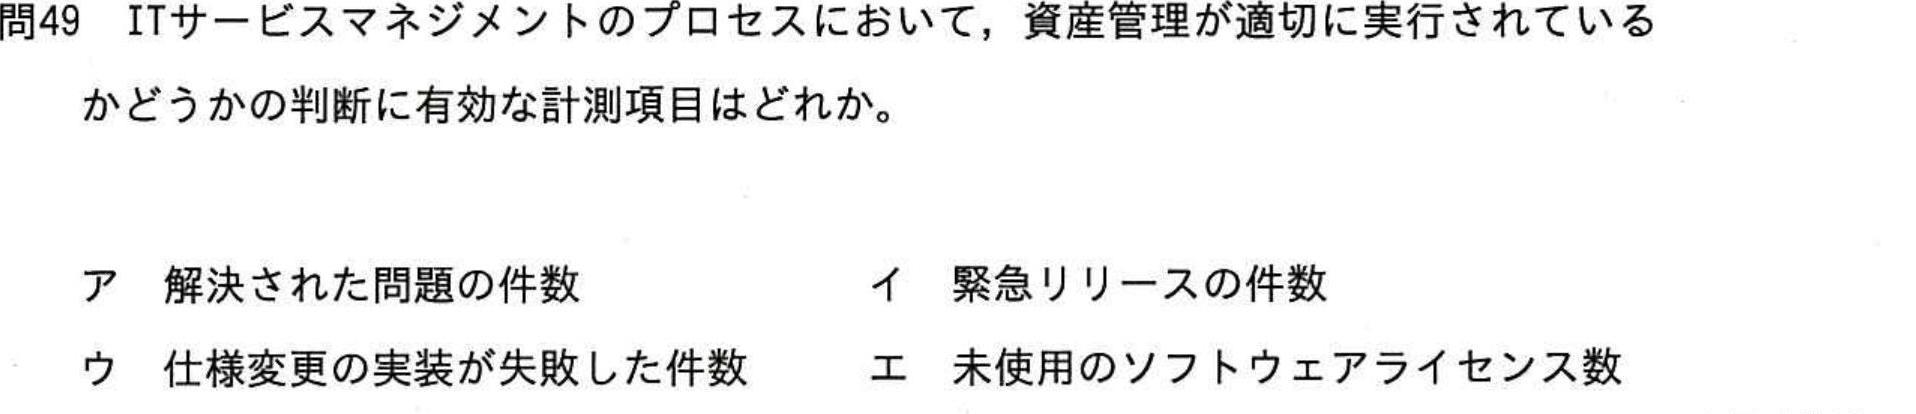 問49　ITサービスマネジメントのプロセスにおいて，資産管理が適切に実行されている
かどうかの判断に有効な計測項目はどれか。
ア　解決された問題の件数　イ　緊急リリースの件数
ウ　仕様変更の実装が失敗した件数　エ　未使用のソフトウェアライセンス数